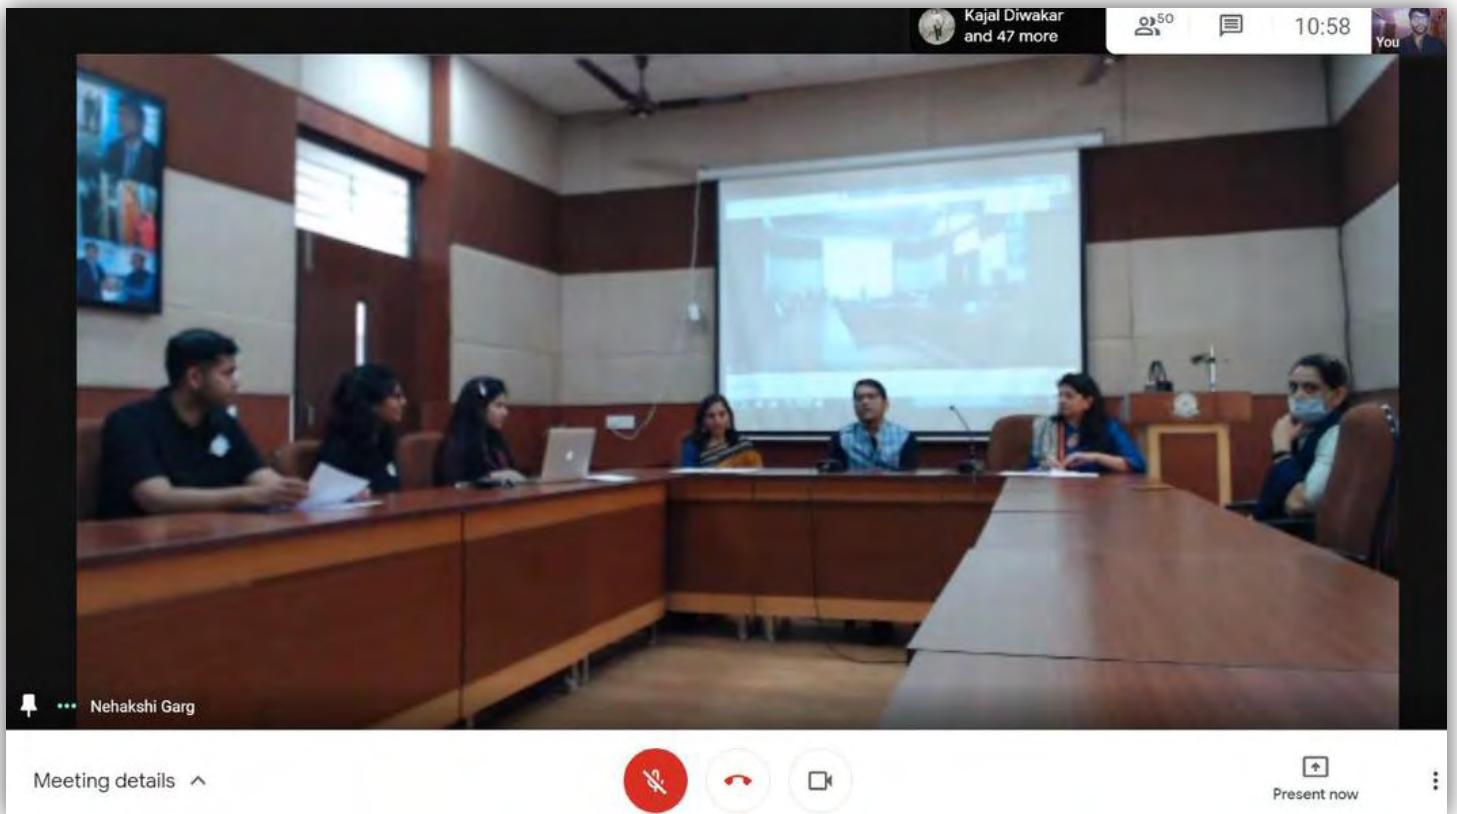 Kajal Diwakar
and 47 more
50
10:58
You
Nehakshi Garg
Meeting details
Present now